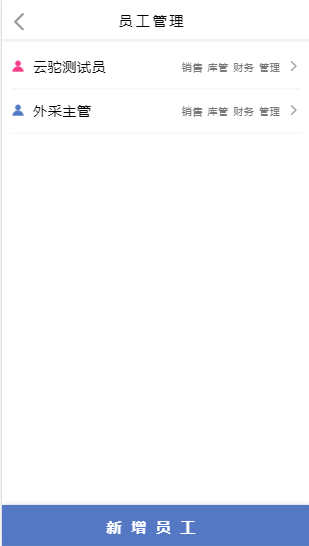 员工管理
云驼测试员 销售 库管 财务 管理
外采主管 销售 库管 财务 管理
新增员工